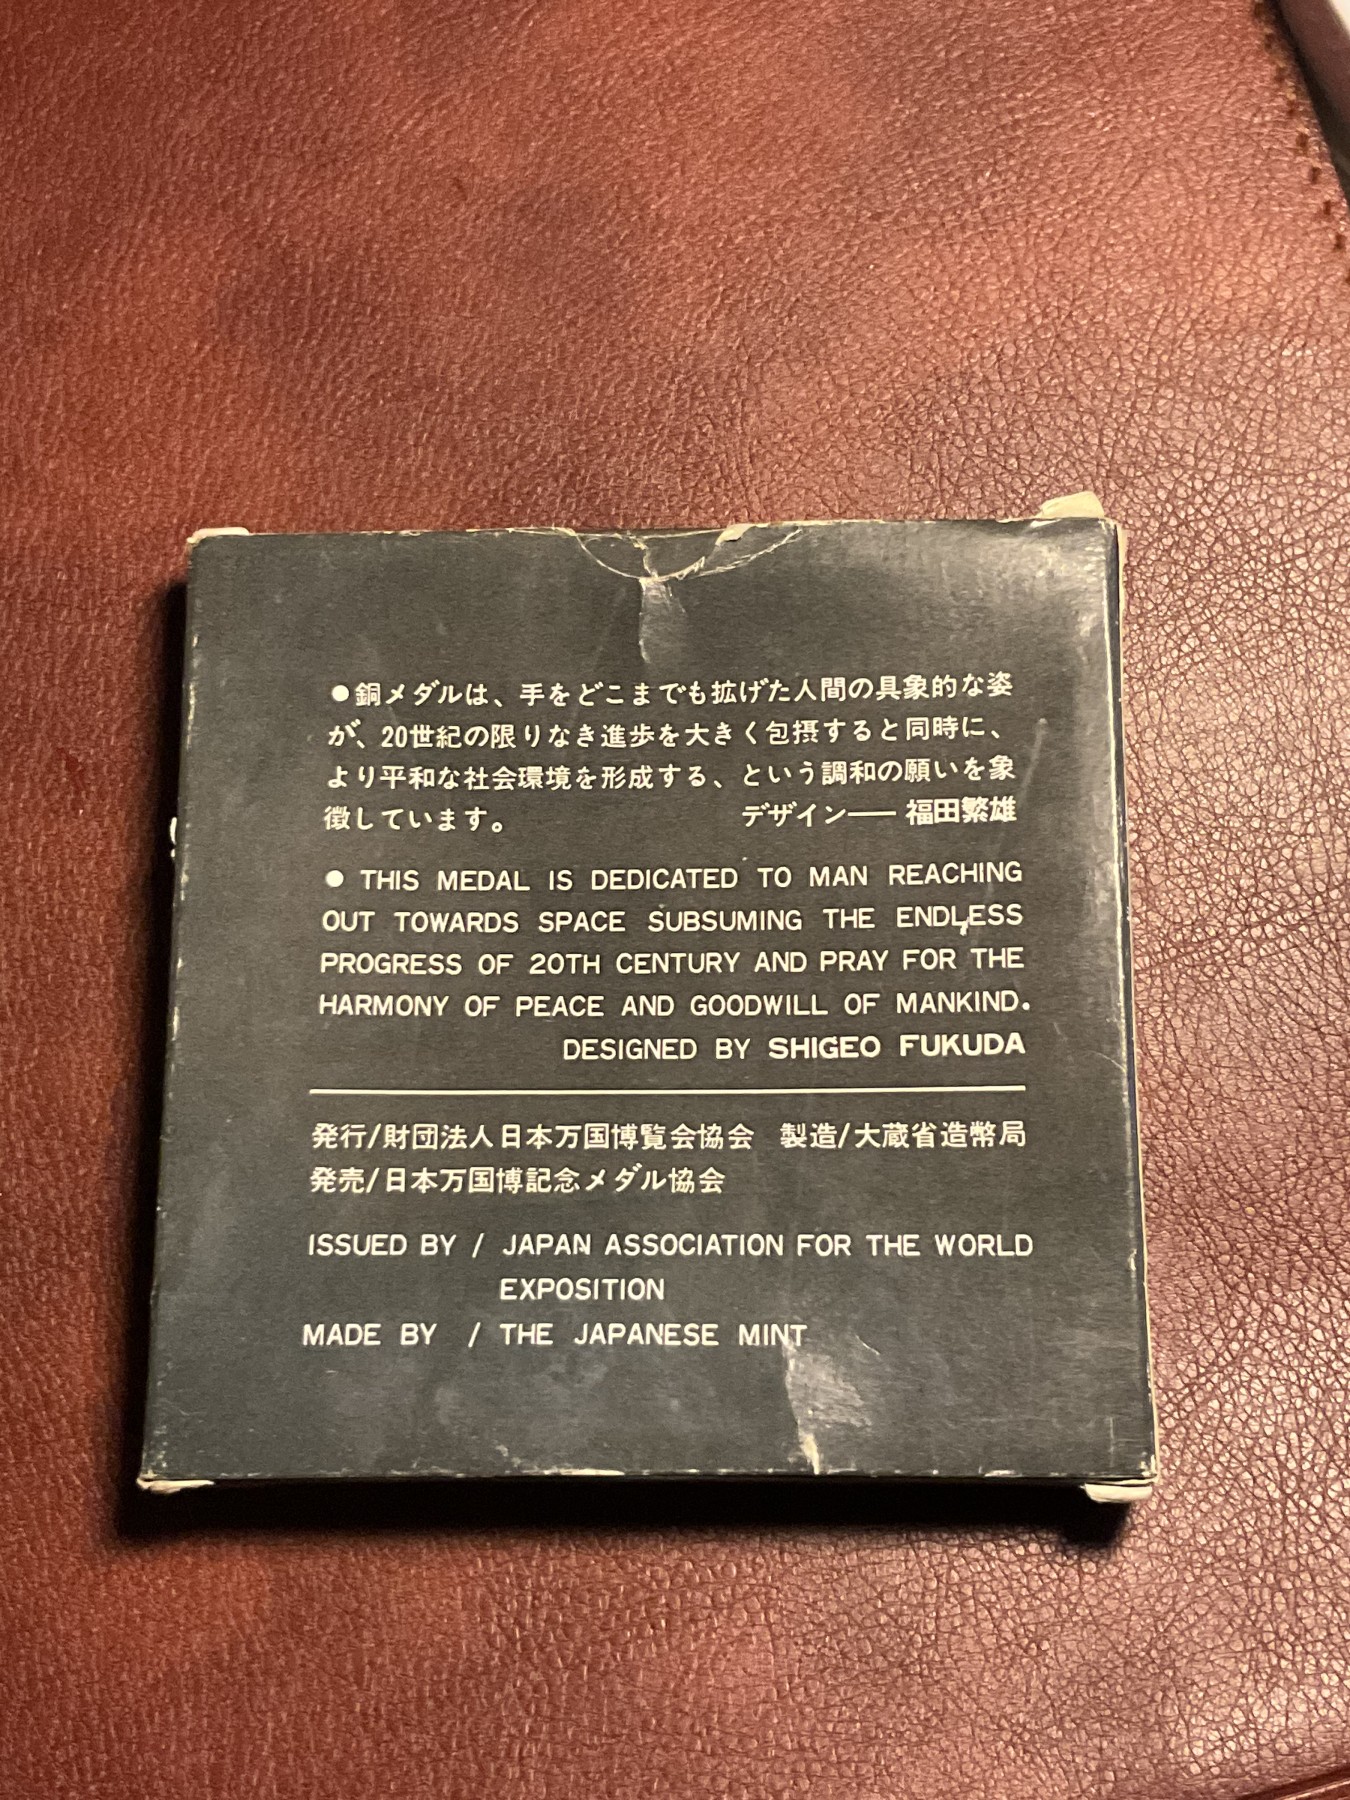 ●銅メダルは、手をどこまでも拡げた人間の具象的な姿
が、20世紀の限りなき進歩を大きく包摂すると同時に、
より平和な社会環境を形成する、という調和の願いを象
徴しています。 デザイン── 福田繁雄
● THIS MEDAL IS DEDICATED TO MAN REACHING
OUT TOWARDS SPACE SUBSUMING THE ENDLESS
PROGRESS OF 20TH CENTURY AND PRAY FOR THE
HARMONY OF PEACE AND GOODWILL OF MANKIND.
DESIGNED BY SHIGEO FUKUDA
発行/財団法人日本万国博覧会協会 製造/大蔵省造幣局
発売/日本万国博記念メダル協会
ISSUED BY / JAPAN ASSOCIATION FOR THE WORLD
EXPOSITION
MADE BY / THE JAPANESE MINT